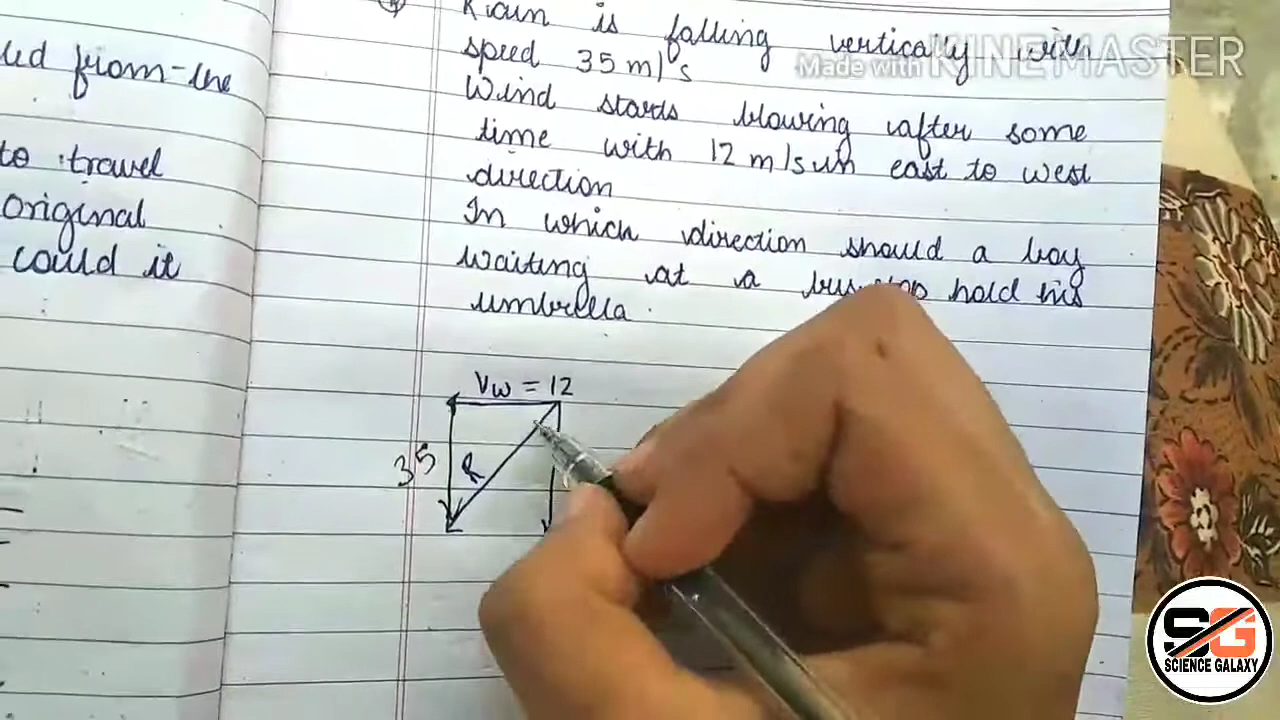 ued from the
to travel
original
could it
Rain is falling vertically with
speed 35 m/s
Wind starts blowing after some
time with 12 m/s in east to west
direction
In which direction should a boy
waiting at a bus stop hold his
umbrella.
Vw = 12
35
R
Made with KINEMASTER
SG
SCIENCE GALAXY